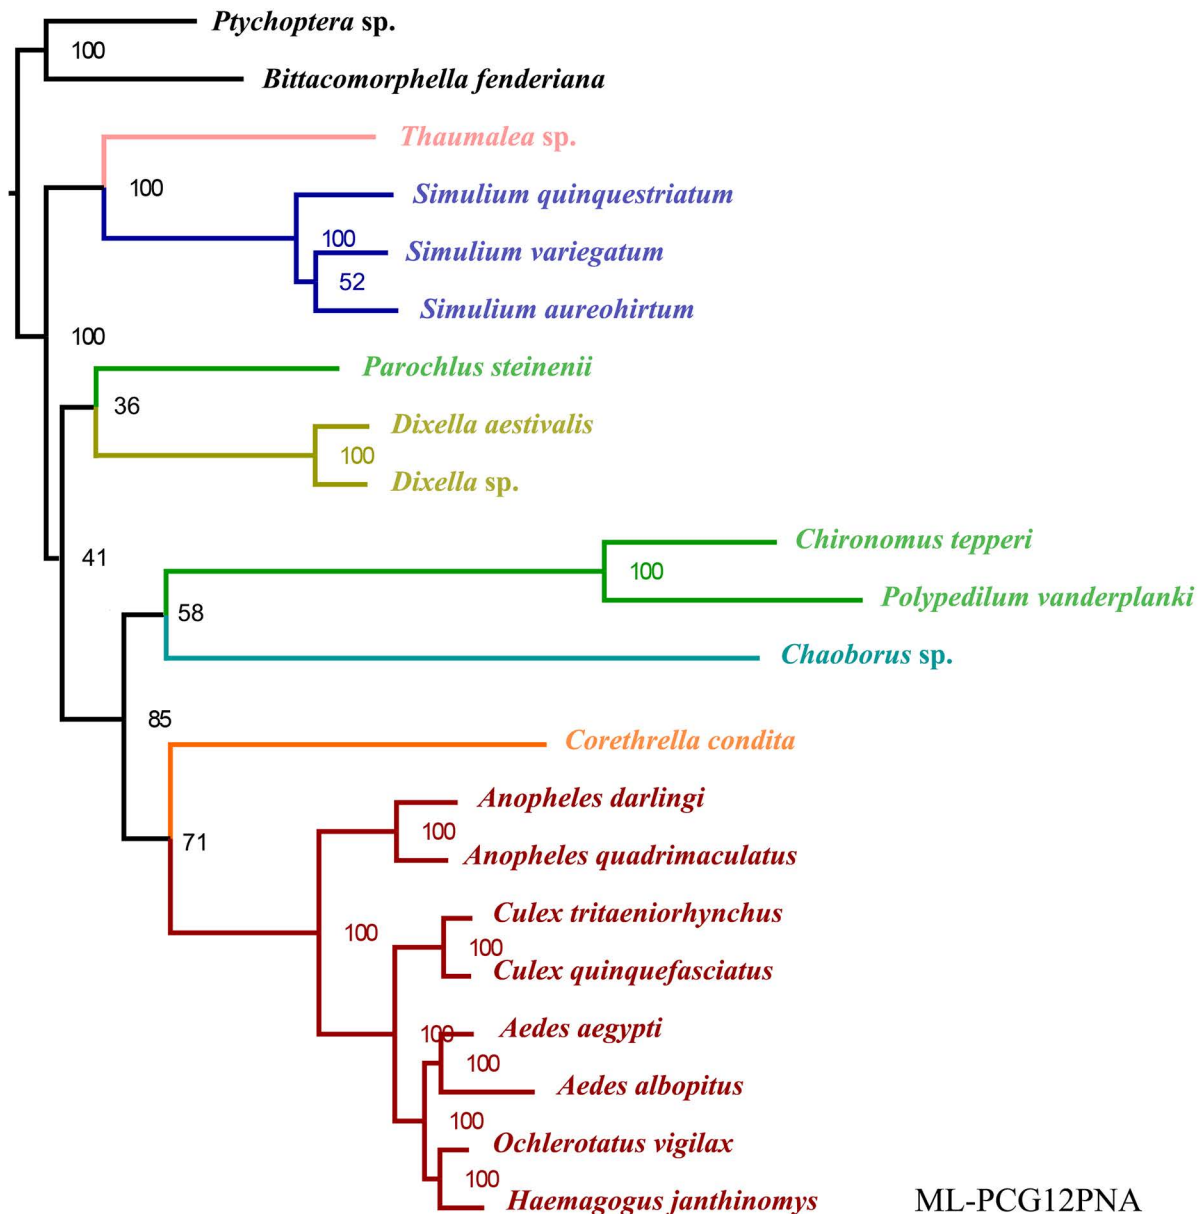 Ptychoptera sp.
100
Bittacomorphella fenderiana
Thaumalea sp.
100
Simulium quinquestriatum
100
Simulium variegatum
52
Simulium aureohirtum
100
Parochlus steinenii
36
Dixella aestivalis
100
Dixella sp.
Chironomus tepperi
41
100
Polypedilum vanderplanki
58
Chaoborus sp.
85
Corethrella condita
Anopheles darlingi
100
71
Anopheles quadrimaculatus
Culex tritaeniorhynchus
100
100
Culex quinquefasciatus
Aedes aegypti
100
100
Aedes albopitus
100
Ochlerotatus vigilax
100
Haemagogus janthinomys
ML-PCG12PNA